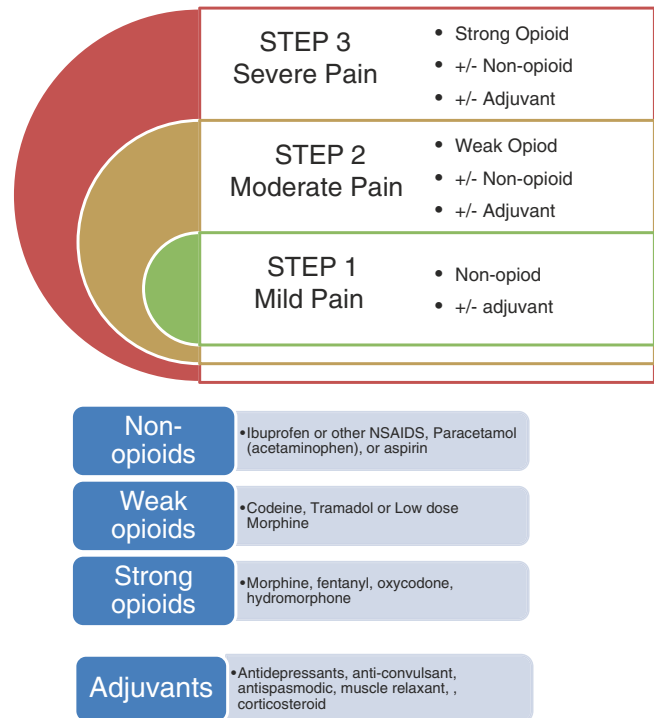 STEP 3
Severe Pain
• Strong Opioid
• +/- Non-opioid
• +/- Adjuvant
STEP 2
Moderate Pain
• Weak Opiod
• +/- Non-opioid
• +/- Adjuvant
STEP 1
Mild Pain
• Non-opiod
• +/- adjuvant
Non-
opioids
•Ibuprofen or other NSAIDS, Paracetamol
(acetaminophen), or aspirin
Weak
opioids
•Codeine, Tramadol or Low dose
Morphine
Strong
opioids
•Morphine, fentanyl, oxycodone,
hydromorphone
Adjuvants
•Antidepressants, anti-convulsant,
antispasmodic, muscle relaxant, ,
corticosteroid